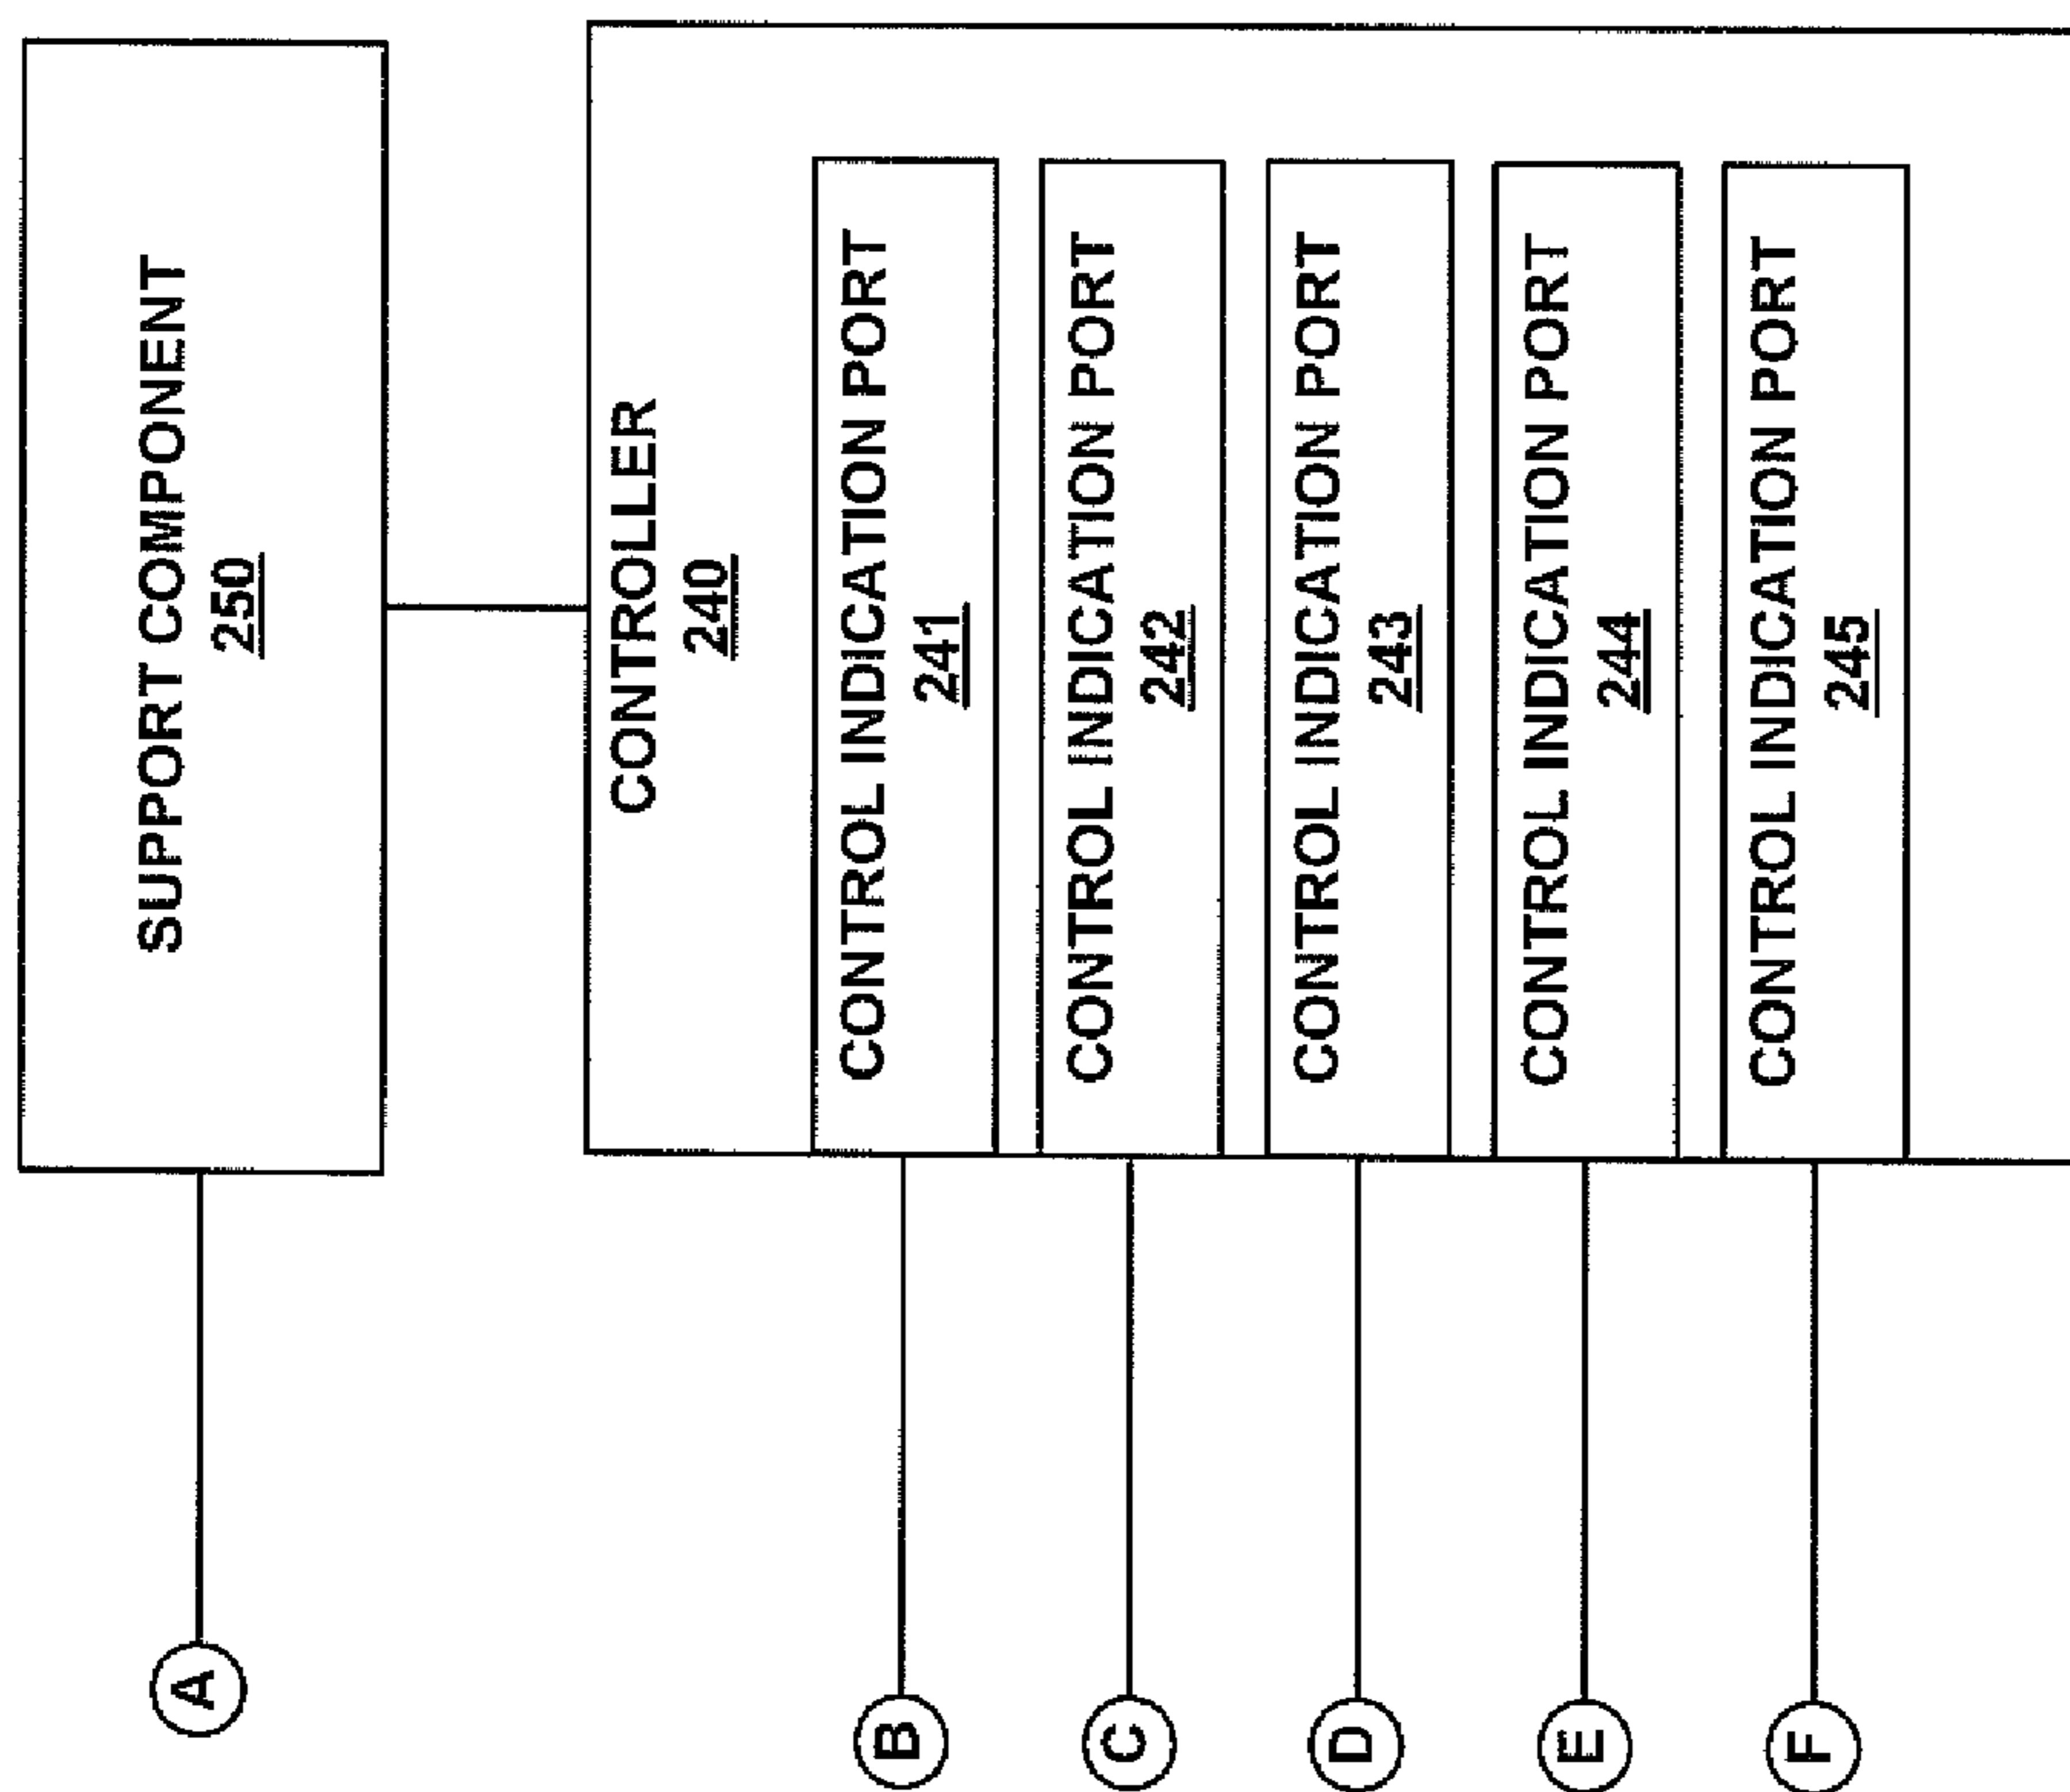 A
SUPPORT COMPONENT
250
CONTROLLER
240
B
CONTROL INDICATION PORT
241
C
CONTROL INDICATION PORT
242
D
CONTROL INDICATION PORT
243
E
CONTROL INDICATION PORT
244
F
CONTROL INDICATION PORT
245